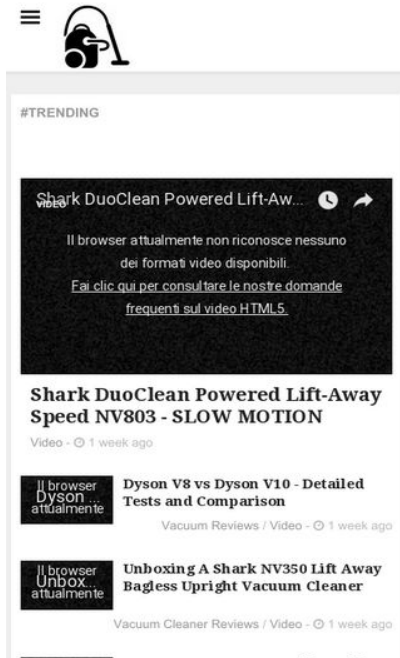 #TRENDING
Shark DuoClean Powered Lift-Aw...
VIDEO
Il browser attualmente non riconosce nessuno
dei formati video disponibili.
Fai clic qui per consultare le nostre domande
frequenti sul video HTML5.
Shark DuoClean Powered Lift-Away
Speed NV803 - SLOW MOTION
Video - 1 week ago
Il browser
Dyson ...
attualmente
Dyson V8 vs Dyson V10 - Detailed
Tests and Comparison
Vacuum Reviews / Video - 1 week ago
Il browser
Unbox...
attualmente
Unboxing A Shark NV350 Lift Away
Bagless Upright Vacuum Cleaner
Vacuum Cleaner Reviews / Video - 1 week ago